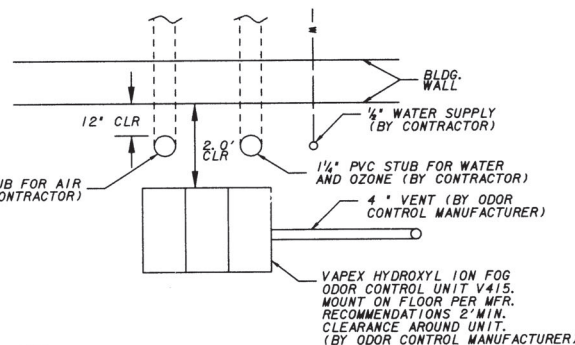 W
BLDG.
WALL
½" WATER SUPPLY
(BY CONTRACTOR)
12" CLR
2.0'
CLR
1¼" PVC STUB FOR WATER
AND OZONE (BY CONTRACTOR)
UB FOR AIR
ONTRACTOR)
4 " VENT (BY ODOR
CONTROL MANUFACTURER)
VAPEX HYDROXYL ION FOG
ODOR CONTROL UNIT V415.
MOUNT ON FLOOR PER MFR.
RECOMMENDATIONS 2'MIN.
CLEARANCE AROUND UNIT.
(BY ODOR CONTROL MANUFACTURER)